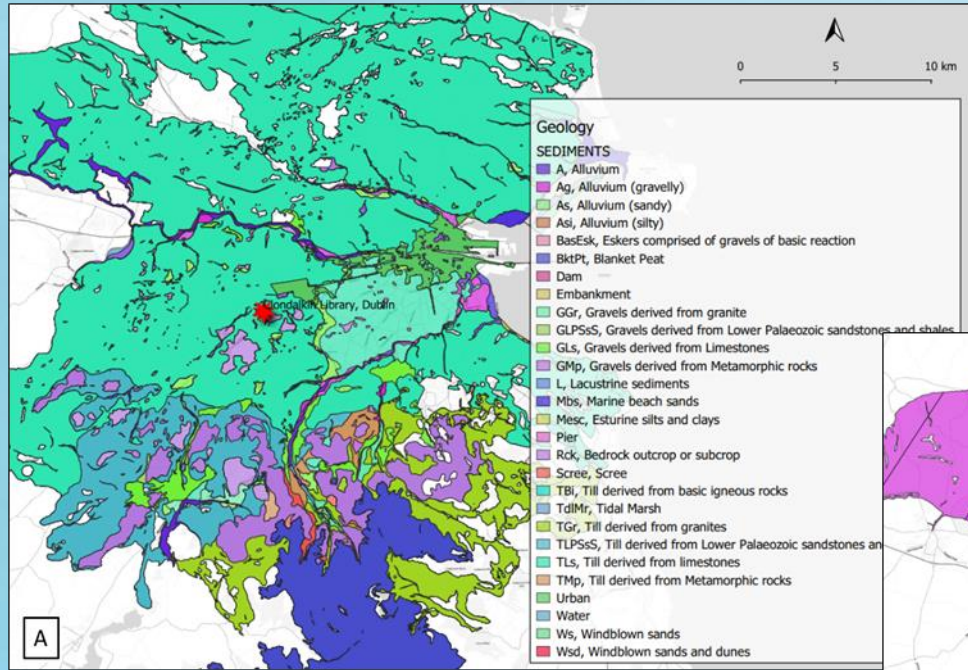 0 5 10 km
Geology
SEDIMENTS
A, Alluvium
Ag, Alluvium (gravelly)
As, Alluvium (sandy)
Asi, Alluvium (silty)
BasEsk, Eskers comprised of gravels of basic reaction
BktPt, Blanket Peat
Dam
Embankment
GGr, Gravels derived from granite
GLPSsS, Gravels derived from Lower Palaeozoic sandstones and shales
GLs, Gravels derived from Limestones
GMp, Gravels derived from Metamorphic rocks
L, Lacustrine sediments
Mbs, Marine beach sands
Mesc, Esturine silts and clays
Pier
Rck, Bedrock outcrop or subcrop
Scree, Scree
TBi, Till derived from basic igneous rocks
TdlMr, Tidal Marsh
TGr, Till derived from granites
TLPSsS, Till derived from Lower Palaeozoic sandstones an
TLs, Till derived from limestones
TMp, Till derived from Metamorphic rocks
Urban
Water
Ws, Windblown sands
Wsd, Windblown sands and dunes
Library, Dublin
A